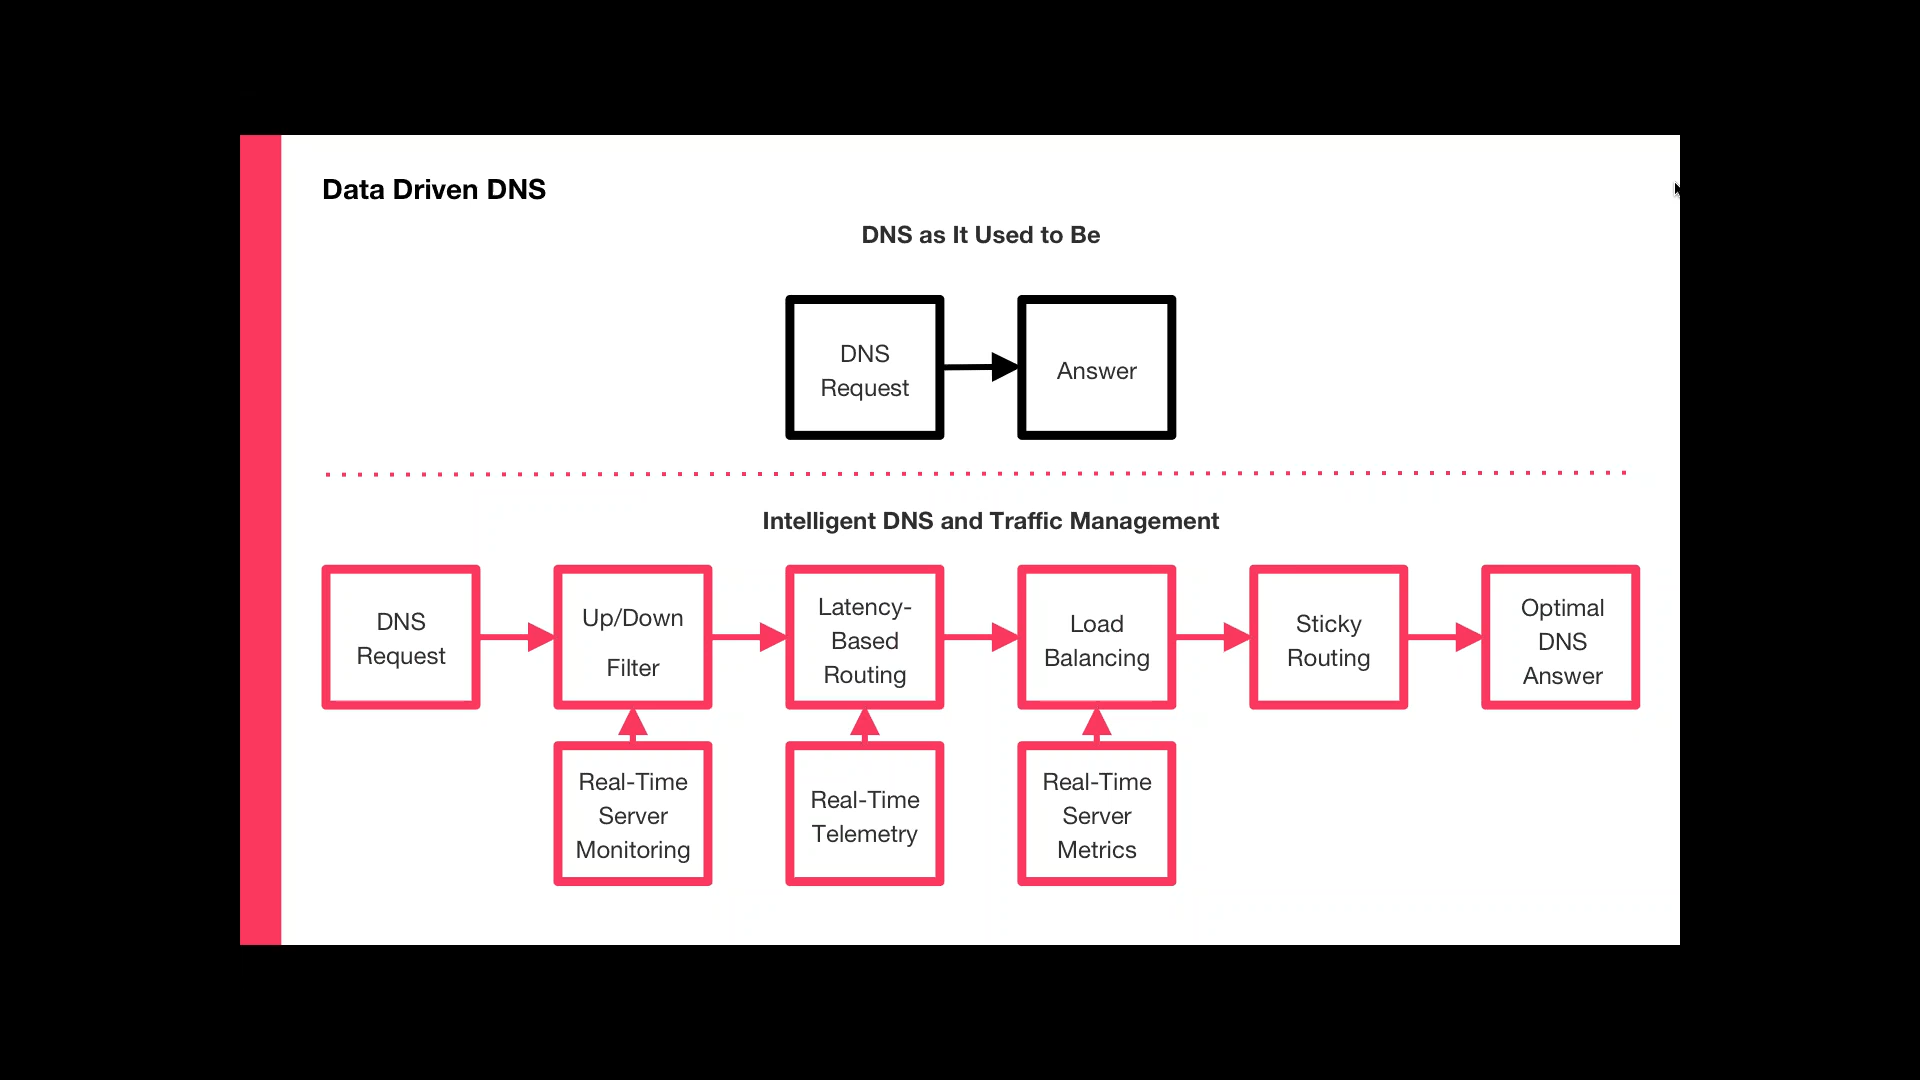 Data Driven DNS
DNS as It Used to Be
DNS
Request
Answer
Intelligent DNS and Traffic Management
DNS
Request
Up/Down
Filter
Latency-
Based
Routing
Load
Balancing
Sticky
Routing
Optimal
DNS
Answer
Real-Time
Server
Monitoring
Real-Time
Telemetry
Real-Time
Server
Metrics